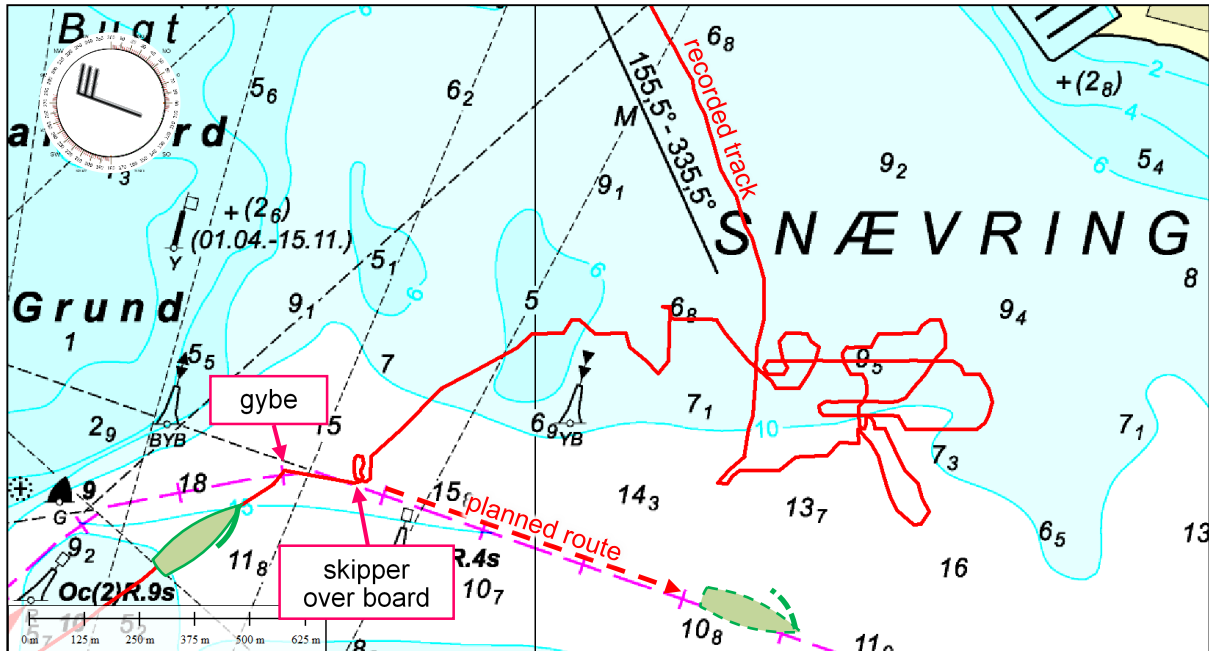 Bugt
6₈
recorded track
155,5° - 335,5°
M
+(2₈)
2
4
6
5₄
5₆
6₂
9₂
9₁
rd
+(2₆)
(01.04.-15.11.)
Y
5₁
6
6
SNÆVRING
8
Grund
1
9₁
5
6₈
9₄
5₅
7
9₅
gybe
15
2₉
BYB
6₉
YB
7₁
10
7₁
7₃
18
9
G
14₃
13₇
planned route
6₅
13
9₂
11₈
R.4s
skipper
over board
10₇
16
Oc(2)R.9s
10₈
0 m 125 m 250 m 375 m 500 m 625 m